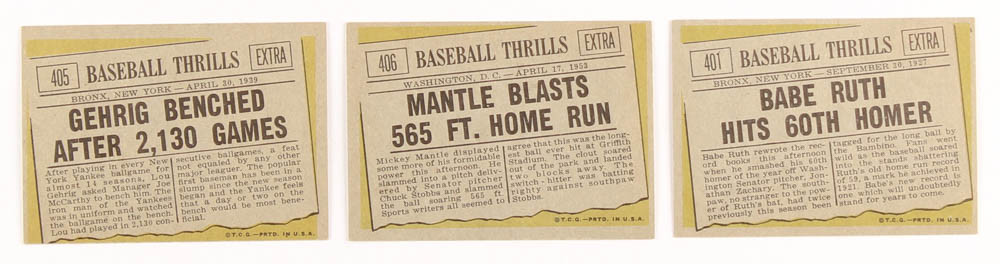 405 BASEBALL THRILLS EXTRA
BRONX, NEW YORK — APRIL 30, 1939
GEHRIG BENCHED
AFTER 2,130 GAMES
After playing in every New
York Yankee ballgame for
almost 14 seasons, Lou
Gehrig asked Manager Joe
McCarthy to bench him. The
iron man of the Yankees
was in uniform and watched
the ballgame on the bench.
Lou had played in 2,130 con-
secutive ballgames, a feat
not equaled by any other
major leaguer. The popular
first baseman has been in a
slump since the new season
began and the Yankee feels
that a day or two on the
bench would be most bene-
ficial.
©T.C.G.—PRTD. IN U.S.A.
406 BASEBALL THRILLS EXTRA
WASHINGTON, D.C. — APRIL 17, 1953
MANTLE BLASTS
565 FT. HOME RUN
Mickey Mantle displayed
some more of his formidable
power this afternoon. He
slammed into a pitch deliv-
ered by Senator pitcher
Chuck Stobbs and slammed
the ball soaring 565 ft.
Sports writers all seemed to
agree that this was the long-
est ball ever hit at Griffith
Stadium. The clout soared
out of the park and landed
two blocks away. The
switch-hitter was batting
righty against southpaw
Stobbs.
©T.C.G.—PRTD. IN U.S.A.
401 BASEBALL THRILLS EXTRA
BRONX, NEW YORK — SEPTEMBER 30, 1927
BABE RUTH
HITS 60TH HOMER
Babe Ruth rewrote the rec-
ord books this afternoon
when he smashed his 60th
homer of the year off Wash-
ington Senator pitcher, Jon-
athan Zachary. The south-
paw, no stranger to the pow-
er of Ruth's bat, had twice
previously this season been
tagged for the long ball by
the Bambino. Fans went
wild as the baseball soared
into the stands shattering
Ruth's old home run record
of 59, a mark he achieved in
1921. Babe's new record is
one which will undoubtedly
stand for years to come.
©T.C.G.—PRTD. IN U.S.A.